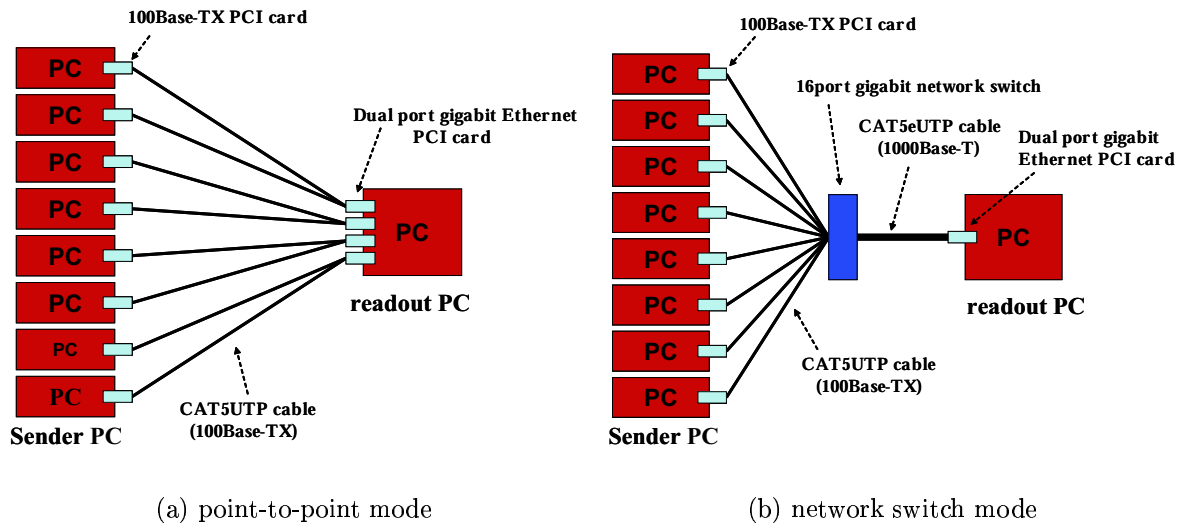 100Base-TX PCI card
PC
PC
PC
PC
PC
PC
PC
PC
Sender PC
Dual port gigabit Ethernet
PCI card
PC
readout PC
CAT5UTP cable
(100Base-TX)
(a) point-to-point mode
100Base-TX PCI card
PC
PC
PC
PC
PC
PC
PC
PC
Sender PC
16port gigabit network switch
CAT5eUTP cable
(1000Base-T)
Dual port gigabit
Ethernet PCI card
PC
readout PC
CAT5UTP cable
(100Base-TX)
(b) network switch mode